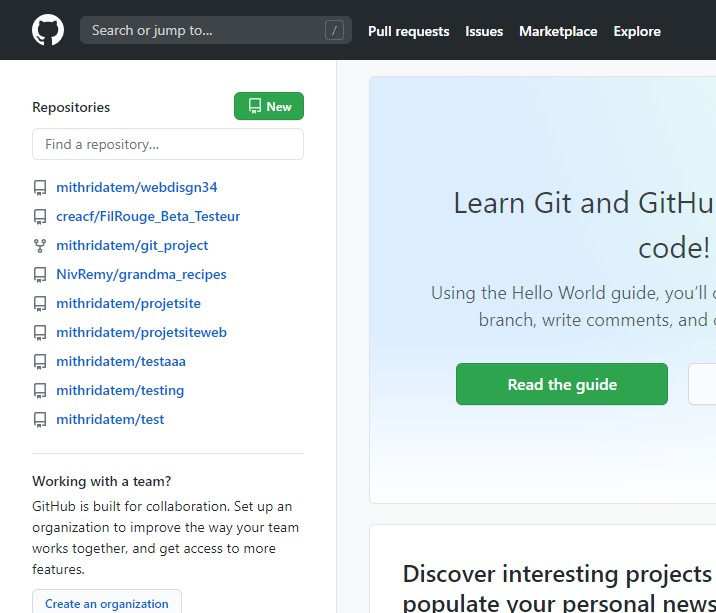 Search or jump to...
/
Pull requests
Issues
Marketplace
Explore
Repositories
New
Find a repository...
mithridatem/webdisgn34
creacf/FilRouge_Beta_Testeur
mithridatem/git_project
NivRemy/grandma_recipes
mithridatem/projetsite
mithridatem/projetsiteweb
mithridatem/testaaa
mithridatem/testing
mithridatem/test
Working with a team?
GitHub is built for collaboration. Set up an
organization to improve the way your team
works together, and get access to more
features.
Create an organization
Learn Git and GitHu
code!
Using the Hello World guide, you’ll
branch, write comments, and
Read the guide
Discover interesting projects
populate your personal news